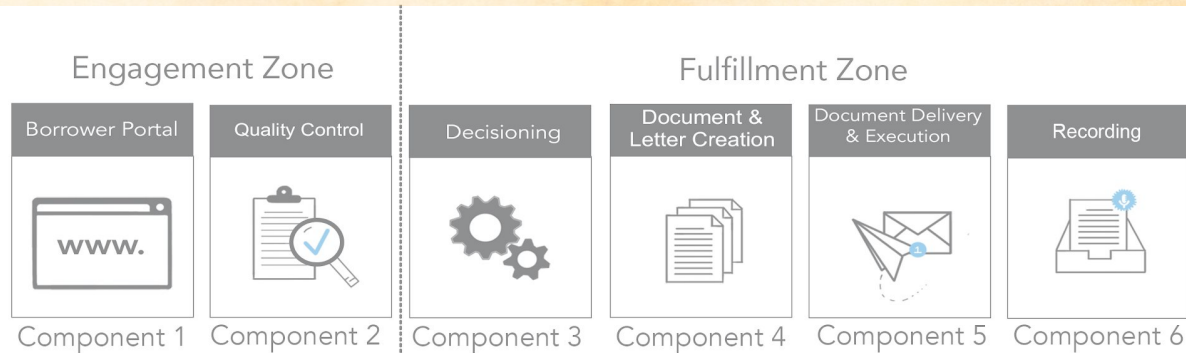 Engagement Zone
Fulfillment Zone
Borrower Portal
Quality Control
Decisioning
Document &
Letter Creation
Document Delivery
& Execution
Recording
www.
1
Component 1
Component 2
Component 3
Component 4
Component 5
Component 6